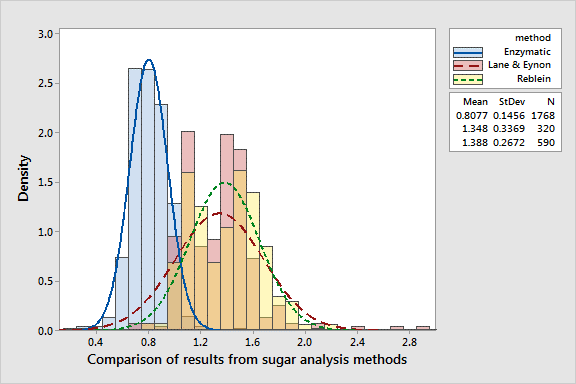 3.0
2.5
2.0
1.5
1.0
0.5
0.0
Density
0.4 0.8 1.2 1.6 2.0 2.4 2.8
Comparison of results from sugar analysis methods
method
Enzymatic
Lane & Eynon
Reblein
Mean StDev N
0.8077 0.1456 1768
1.348 0.3369 320
1.388 0.2672 590